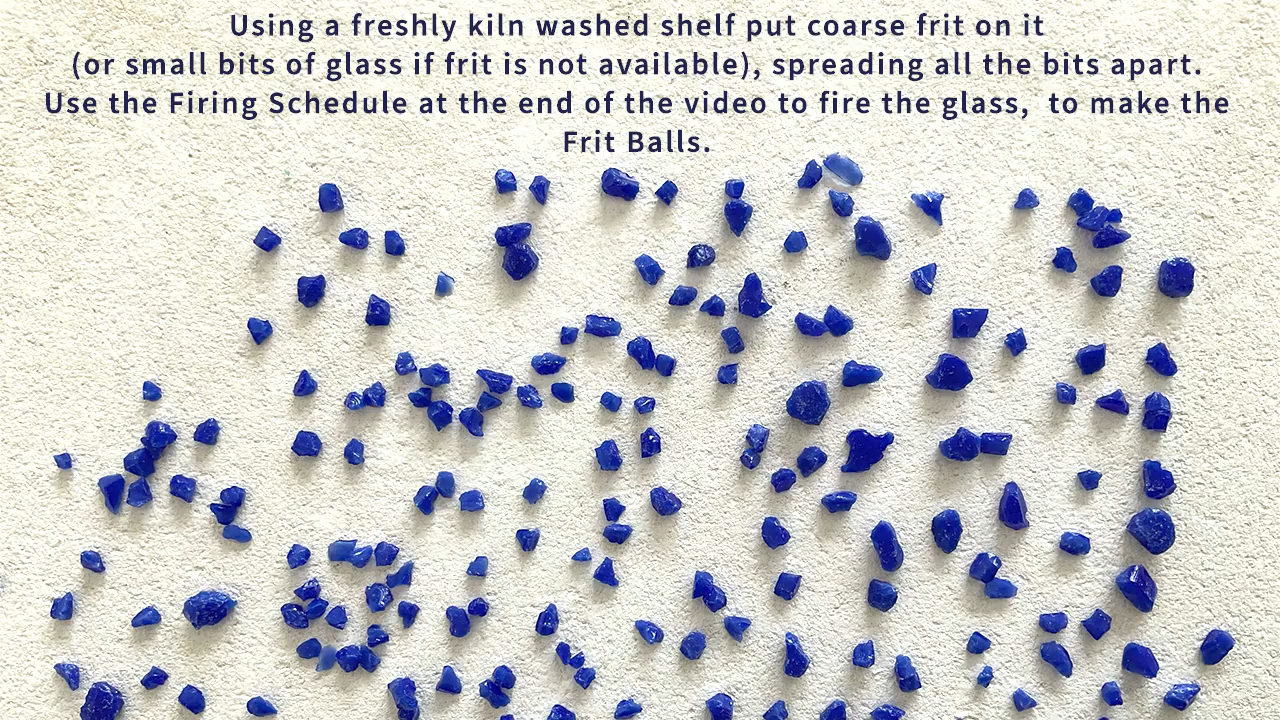 Using a freshly kiln washed shelf put coarse frit on it
(or small bits of glass if frit is not available), spreading all the bits apart.
Use the Firing Schedule at the end of the video to fire the glass,  to make the
Frit Balls.